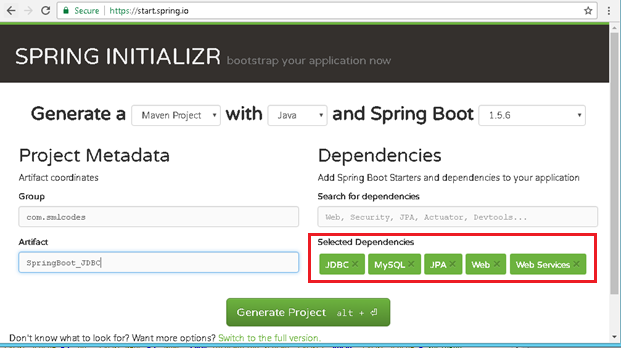 Secure https://start.spring.io
SPRING INITIALIZR bootstrap your application now
Generate a Maven Project with Java and Spring Boot 1.5.6
Project Metadata
Artifact coordinates
Group
com.smlcodes
Artifact
SpringBoot_JDBC
Dependencies
Add Spring Boot Starters and dependencies to your application
Search for dependencies
Web, Security, JPA, Actuator, Devtools...
Selected Dependencies
JDBC × MySQL × JPA × Web × Web Services ×
Generate Project alt + ⏎
Don't know what to look for? Want more options? Switch to the full version.